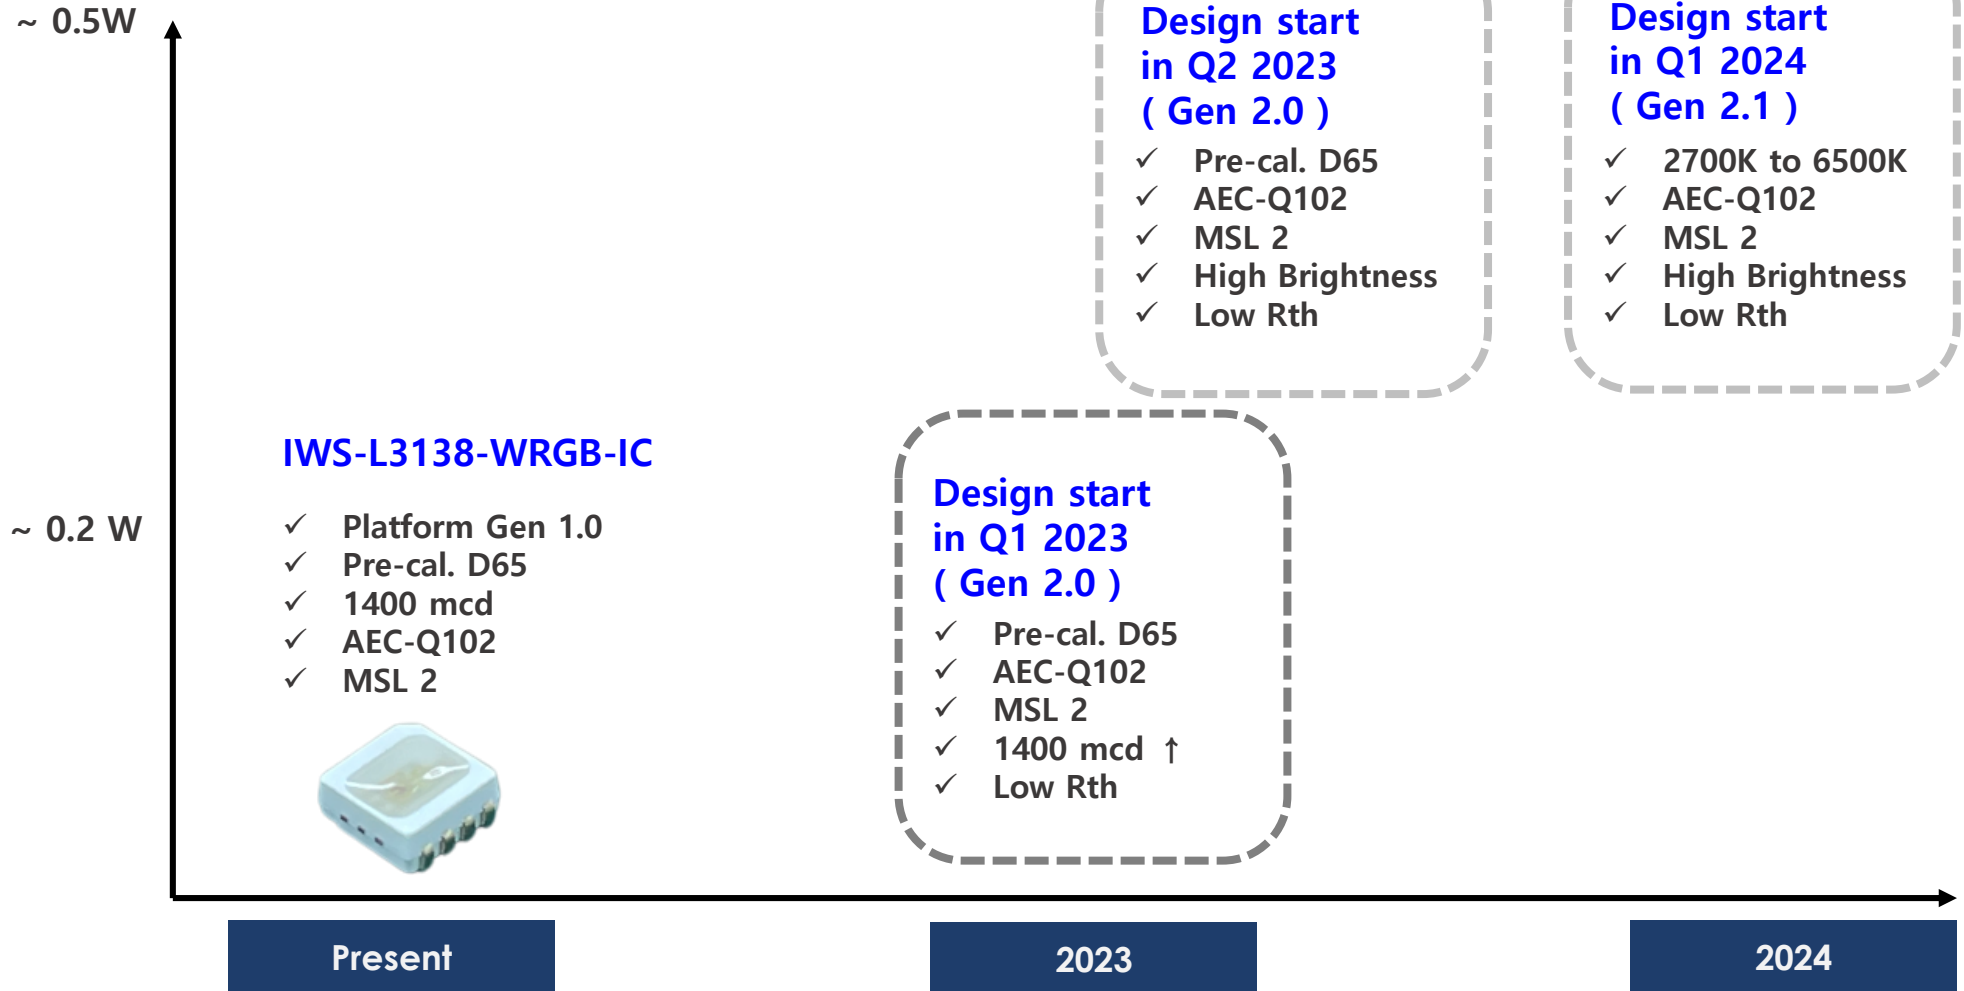 ~ 0.5W
Design start
in Q2 2023
( Gen 2.0 )
✓ Pre-cal. D65
✓ AEC-Q102
✓ MSL 2
✓ High Brightness
✓ Low Rth
Design start
in Q1 2024
( Gen 2.1 )
✓ 2700K to 6500K
✓ AEC-Q102
✓ MSL 2
✓ High Brightness
✓ Low Rth
~ 0.2 W
IWS-L3138-WRGB-IC
✓ Platform Gen 1.0
✓ Pre-cal. D65
✓ 1400 mcd
✓ AEC-Q102
✓ MSL 2
Design start
in Q1 2023
( Gen 2.0 )
✓ Pre-cal. D65
✓ AEC-Q102
✓ MSL 2
✓ 1400 mcd ↑
✓ Low Rth
Present
2023
2024